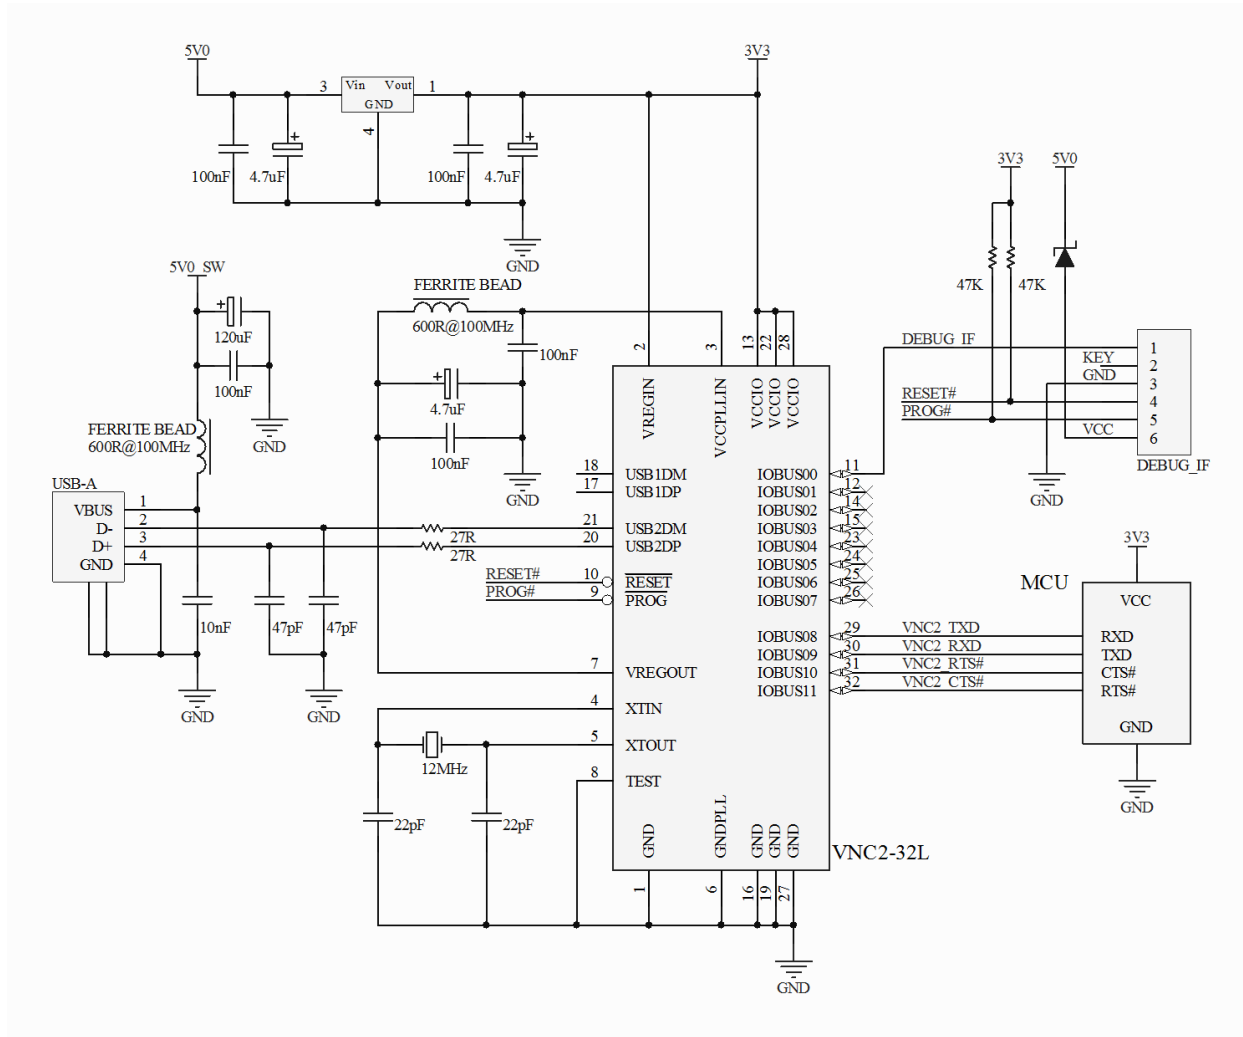 5V0
3V3
3
Vin
Vout
GND
1
4
100nF
4.7uF
100nF
4.7uF
GND
3V3
5V0
47K
47K
5V0_SW
120uF
100nF
GND
FERRITE BEAD
600R@100MHz
FERRITE BEAD
600R@100MHz
100nF
4.7uF
100nF
GND
2
3
13
22
28
VREGIN
VCCPLLIN
VCCIO
VCCIO
VCCIO
DEBUG_IF
KEY
GND
RESET#
PROG#
VCC
1
2
3
4
5
6
DEBUG_IF
GND
USB-A
VBUS
D-
D+
GND
1
2
3
4
27R
27R
10nF
47pF
47pF
GND
GND
18
USB1DM
17
USB1DP
21
USB2DM
20
USB2DP
RESET#
10
RESET
PROG#
9
PROG
7
VREGOUT
4
XTIN
5
XTOUT
8
TEST
12MHz
22pF
22pF
IOBUS00
11
IOBUS01
12
IOBUS02
14
IOBUS03
15
IOBUS04
23
IOBUS05
24
IOBUS06
25
IOBUS07
26
IOBUS08
29
VNC2_TXD
IOBUS09
30
VNC2_RXD
IOBUS10
31
VNC2_RTS#
IOBUS11
32
VNC2_CTS#
3V3
MCU
VCC
RXD
TXD
CTS#
RTS#
GND
GND
GND
GNDPLL
GND
GND
GND
VNC2-32L
1
6
16
19
27
GND